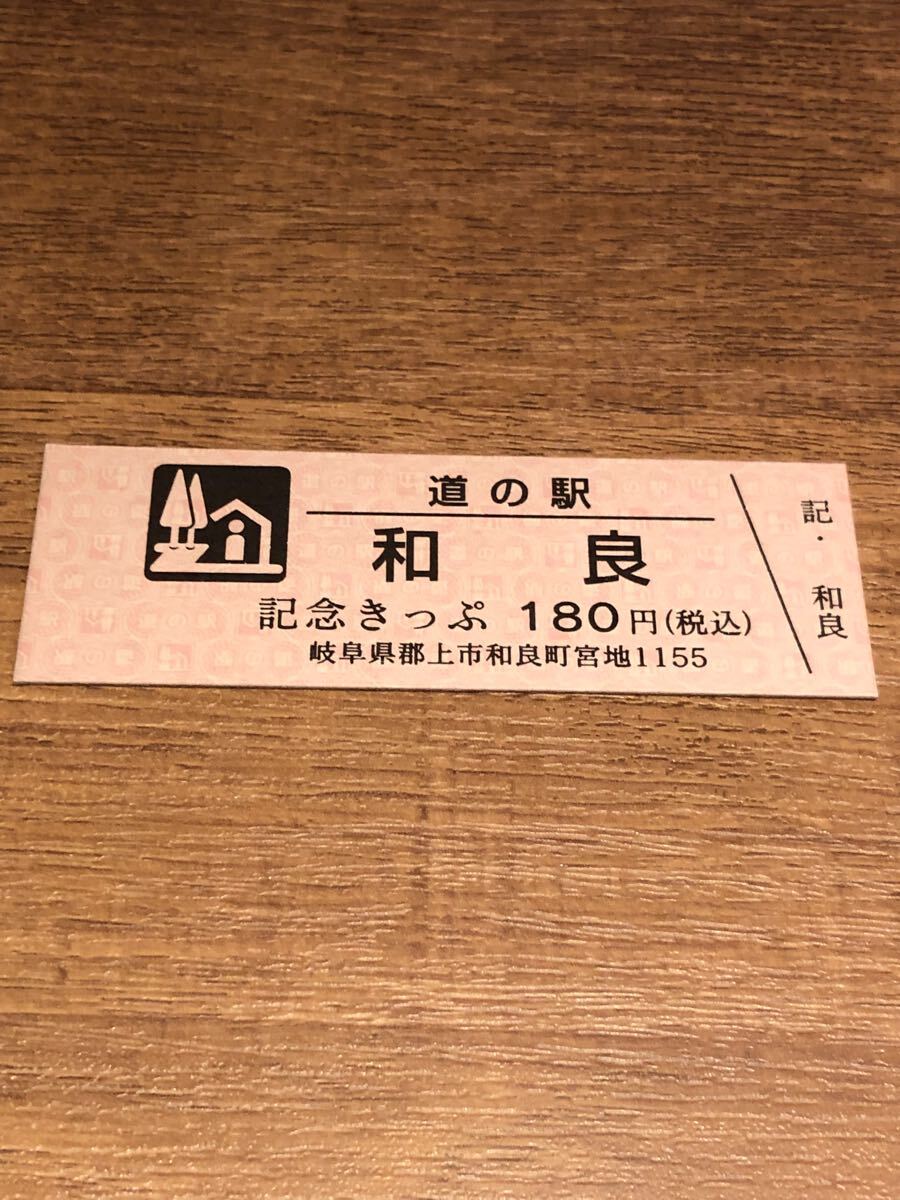 道の駅
和良
記念きっぷ 180円(税込)
岐阜県郡上市和良町宮地1155
記・和良